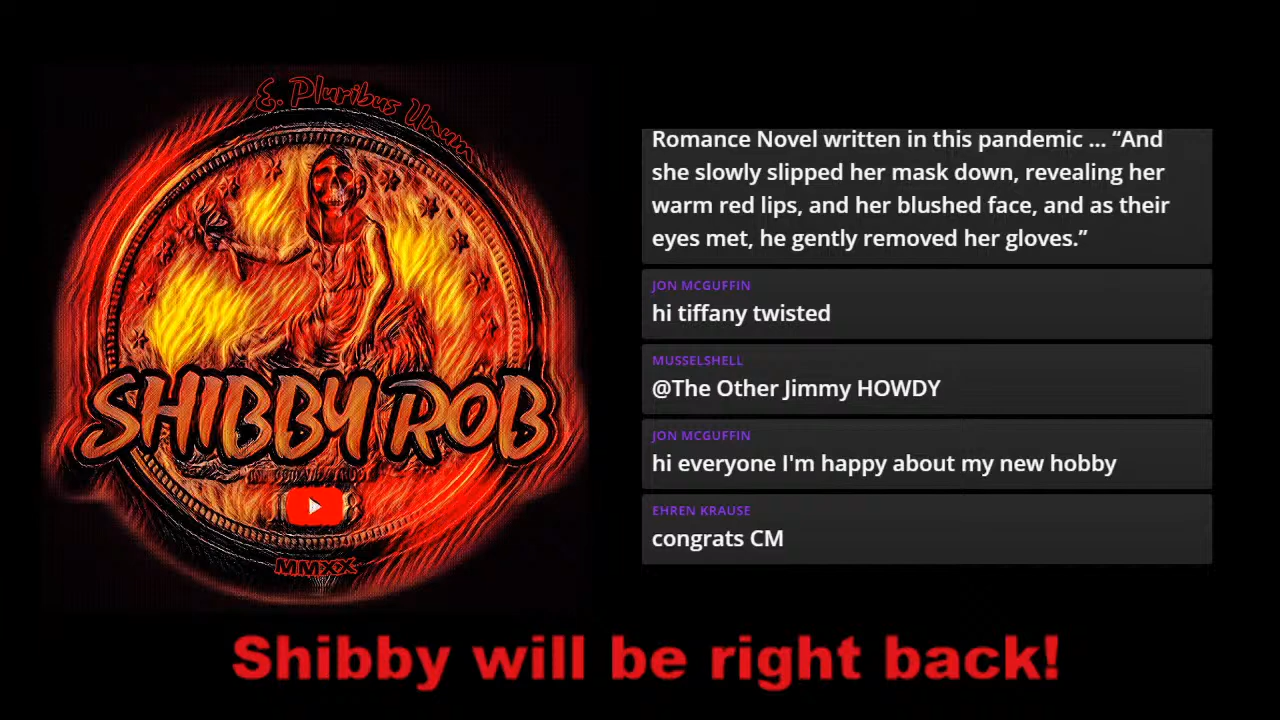 E. Pluribus Unum
SHIBBY ROB
MMXX
Romance Novel written in this pandemic ... “And
she slowly slipped her mask down, revealing her
warm red lips, and her blushed face, and as their
eyes met, he gently removed her gloves.”
JON MCGUFFIN
hi tiffany twisted
MUSSELSHELL
@The Other Jimmy HOWDY
JON MCGUFFIN
hi everyone I'm happy about my new hobby
EHREN KRAUSE
congrats CM
Shibby will be right back!